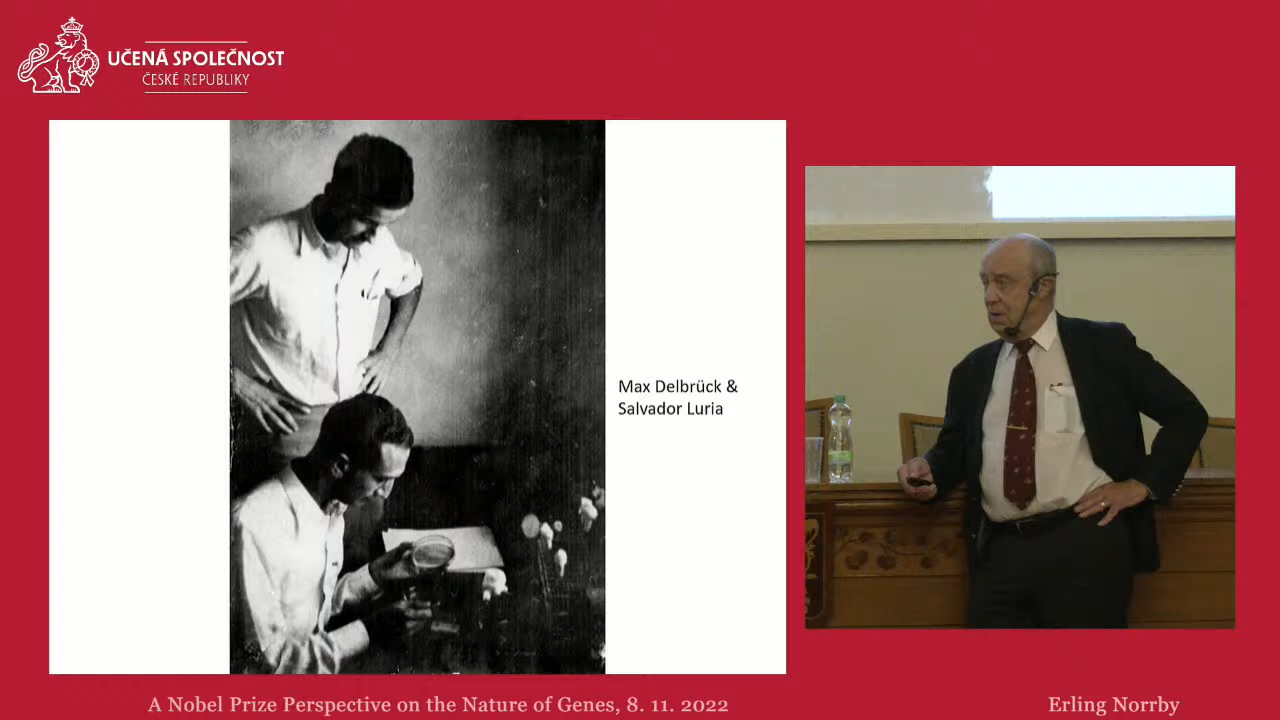 UČENÁ SPOLEČNOST
ČESKÉ REPUBLIKY
Max Delbrück &
Salvador Luria
A Nobel Prize Perspective on the Nature of Genes, 8. 11. 2022
Erling Norrby